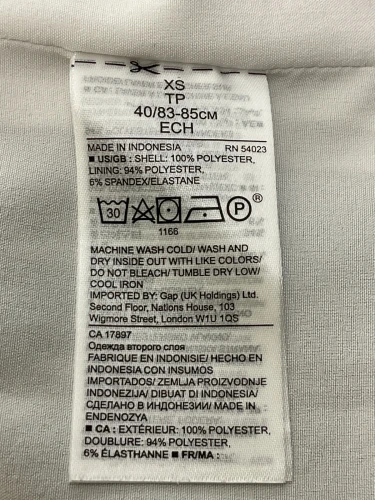 XS
TP
40/83-85см
ECH
MADE IN INDONESIA RN 54023
■ US/GB : SHELL: 100% POLYESTER,
LINING: 94% POLYESTER,
6% SPANDEX/ELASTANE
30 P ®
1166
MACHINE WASH COLD/ WASH AND
DRY INSIDE OUT WITH LIKE COLORS/
DO NOT BLEACH/ TUMBLE DRY LOW/
COOL IRON
IMPORTED BY: Gap (UK Holdings) Ltd.
Second Floor, Nations House, 103
Wigmore Street, London W1U 1QS
CA 17897
Одежда второго слоя
FABRIQUE EN INDONISIE/ HECHO EN
INDONESIA CON INSUMOS
IMPORTADOS/ ZEMLJA PROIZVODNJE
INDONEZIJA/ DIBUAT DI INDONESIA/
СДЕЛАНО В ИНДОНЕЗИИ/ MADE IN
ENDENOZYA
■ CA : EXTÉRIEUR: 100% POLYESTER,
DOUBLURE: 94% POLYESTER,
6% ÉLASTHANNE ■ FR/MA :